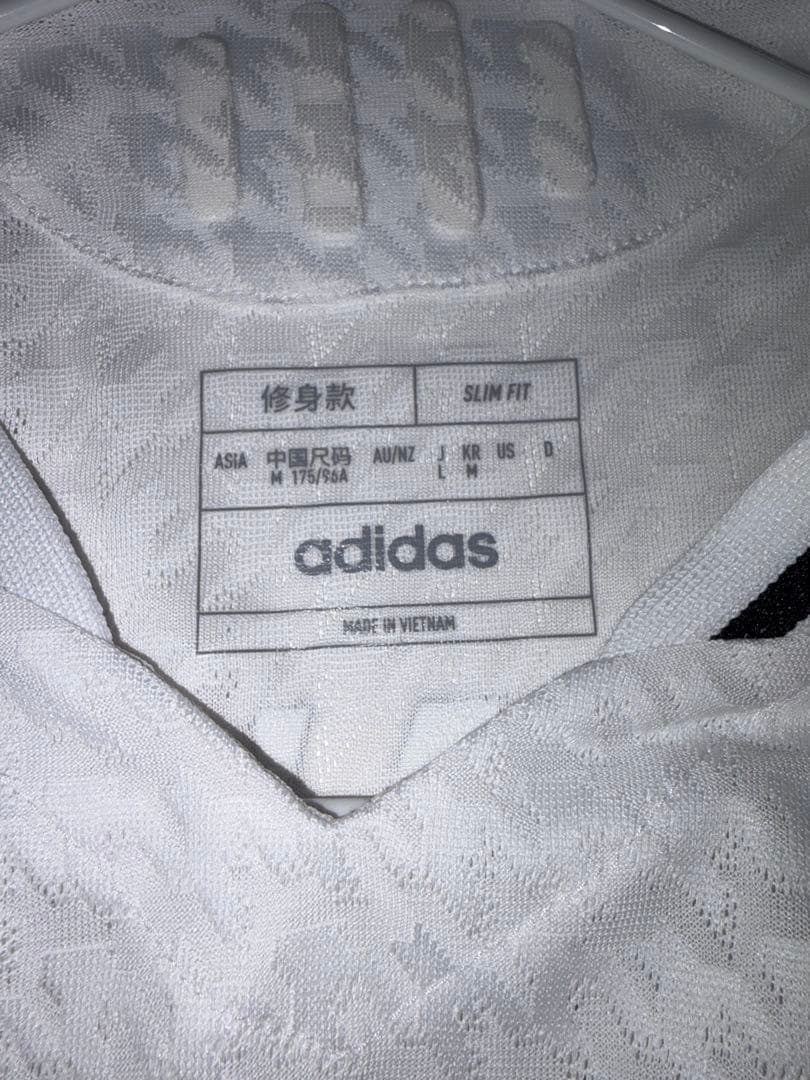 修身款 SLIM FIT
ASIA 中国尺码 AU/NZ J KR US D
M 175/96A L M
adidas
MADE IN VIETNAM